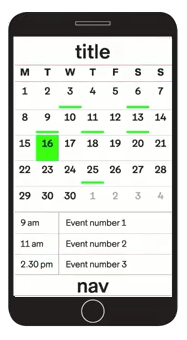 title
M T W T F S S
1 2 3 4 5 6 7
8 9 10 11 12 13 14
15 16 17 18 19 20 21
22 23 24 25 26 27 28
29 30 30 1 2 3 4
9 am Event number 1
11 am Event number 2
2.30 pm Event number 3
nav